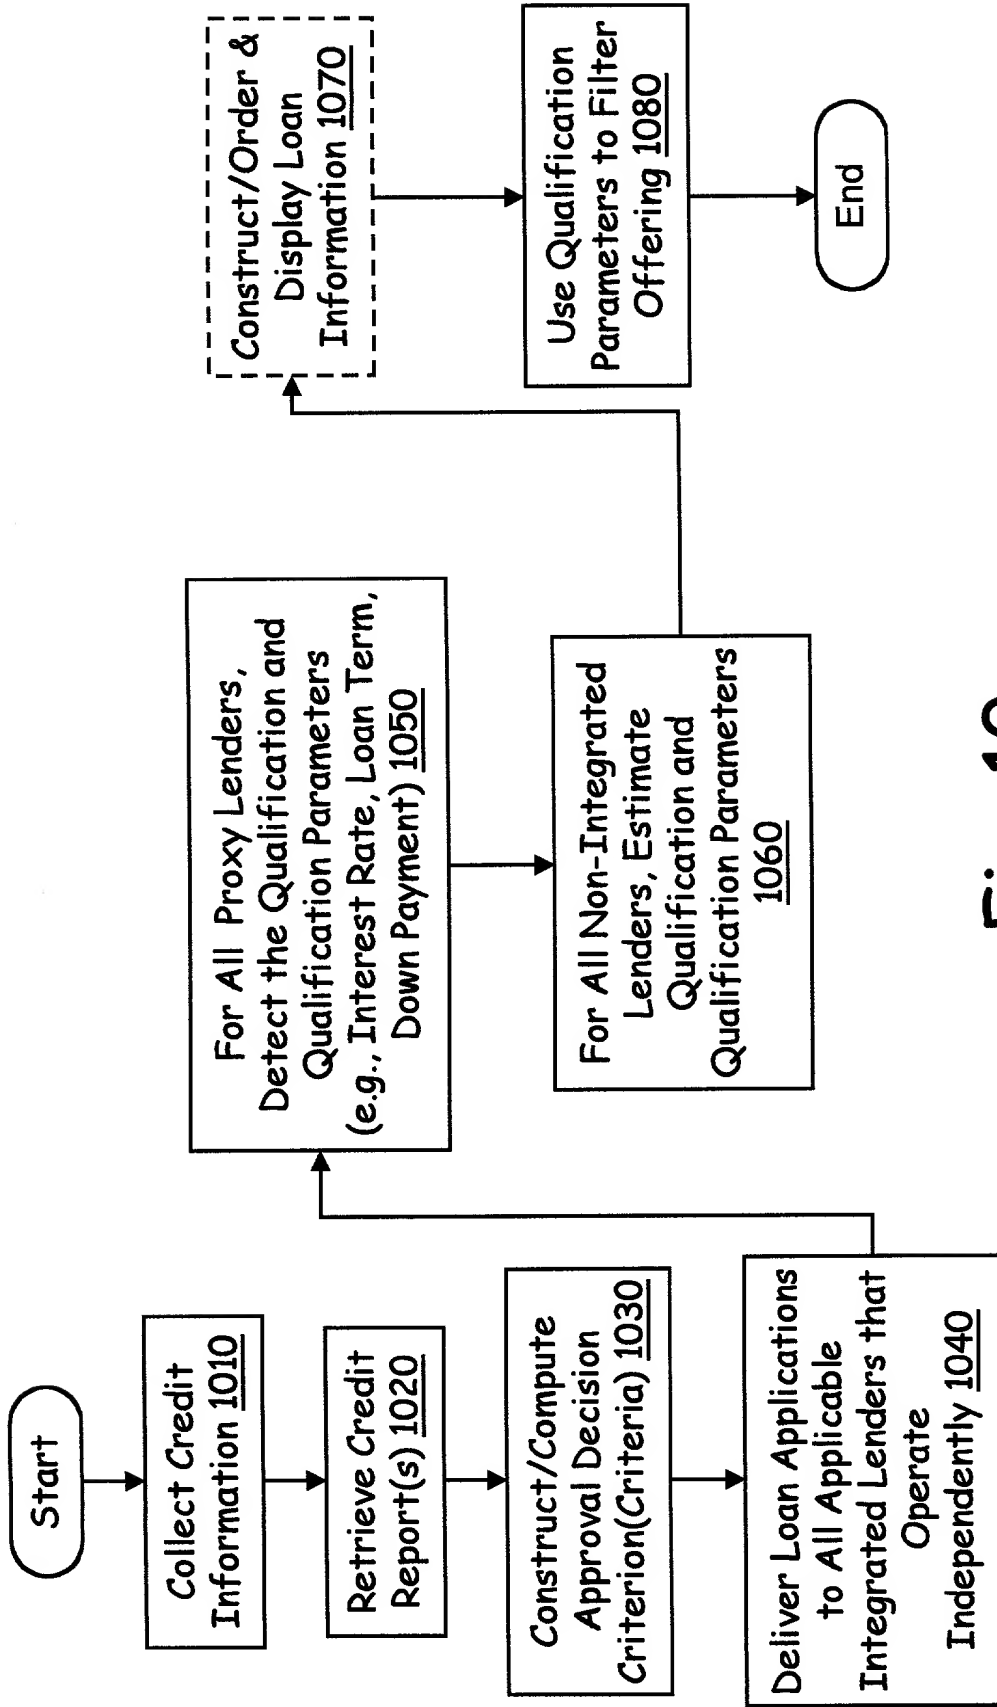 Start
Collect Credit
Information 1010
Retrieve Credit
Report(s) 1020
Construct/Compute
Approval Decision
Criterion(Criteria) 1030
Deliver Loan Applications
to All Applicable
Integrated Lenders that
Operate
Independently 1040
For All Proxy Lenders,
Detect the Qualification and
Qualification Parameters
(e.g., Interest Rate, Loan Term,
Down Payment) 1050
For All Non-Integrated
Lenders, Estimate
Qualification and
Qualification Parameters
1060
Construct/Order &
Display Loan
Information 1070
Use Qualification
Parameters to Filter
Offering 1080
End